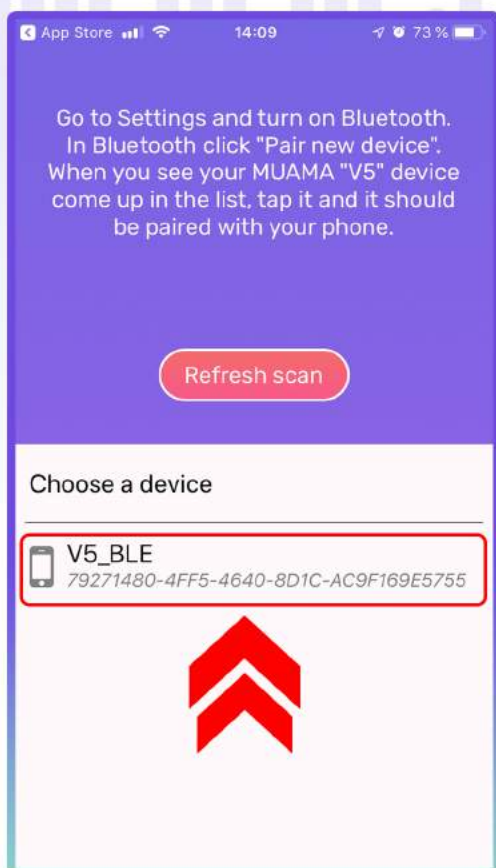 App Store 14:09 73 %
Go to Settings and turn on Bluetooth.
In Bluetooth click "Pair new device".
When you see your MUAMA "V5" device
come up in the list, tap it and it should
be paired with your phone.
Refresh scan
Choose a device
V5_BLE
79271480-4FF5-4640-8D1C-AC9F169E5755